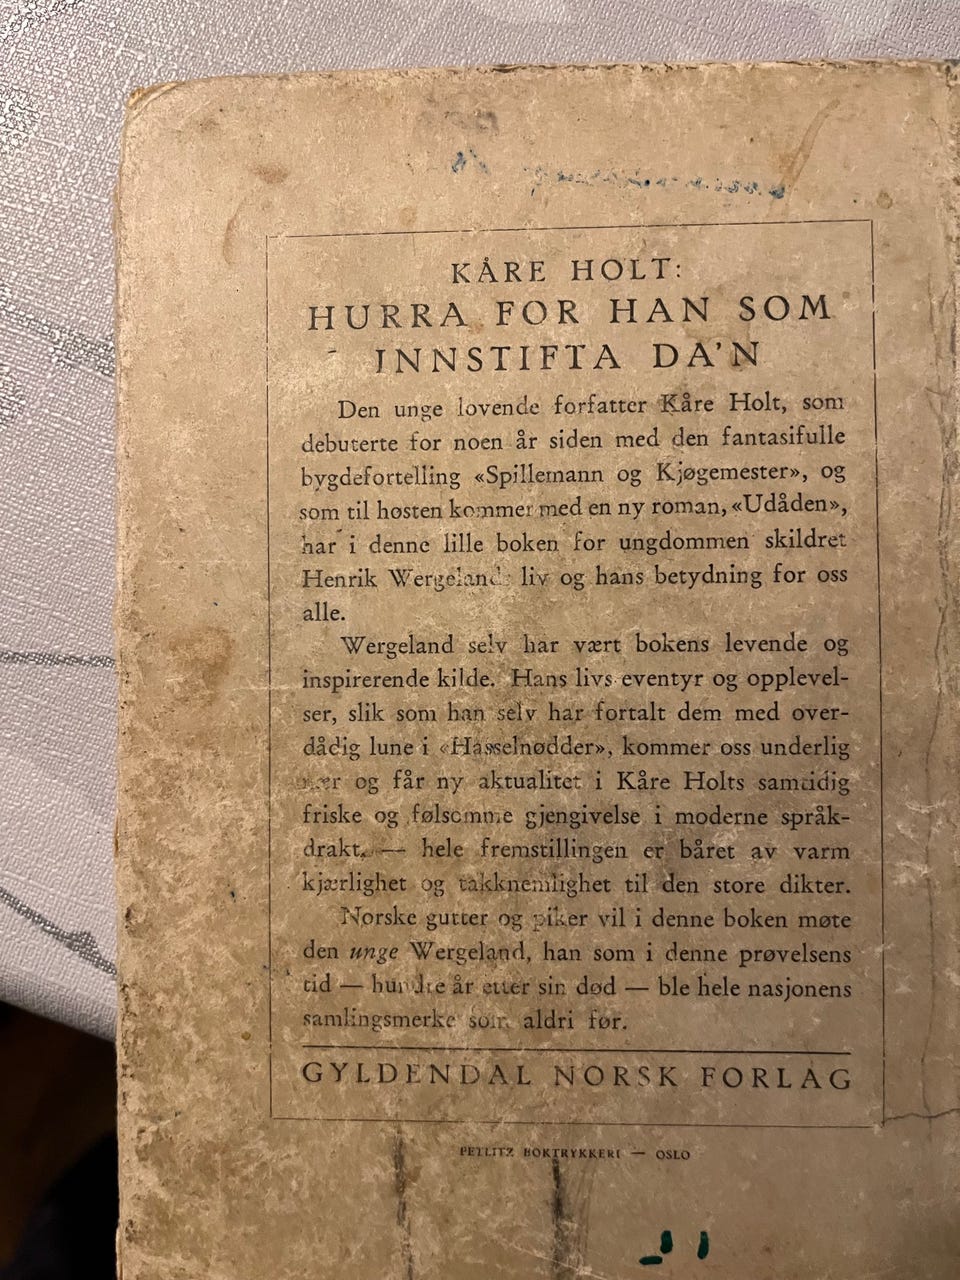 KÅRE HOLT:
HURRA FOR HAN SOM
INNSTIFTA DA'N
Den unge lovende forfatter Kåre Holt, som
debuterte for noen år siden med den fantasifulle
bygdefortelling «Spillemann og Kjøgemester», og
som til høsten kommer med en ny roman, «Udåden»,
har i denne lille boken for ungdommen skildret
Henrik Wergelands liv og hans betydning for oss
alle.
Wergeland selv har vært bokens levende og
inspirerende kilde. Hans livs eventyr og opplevel-
ser, slik som han selv har fortalt dem med over-
dådig lune i «Hasselnødder», kommer oss underlig
nær og får ny aktualitet i Kåre Holts samtidig
friske og følsomme gjengivelse i moderne språk-
drakt, — hele fremstillingen er båret av varm
kjærlighet og takknemlighet til den store dikter.
Norske gutter og piker vil i denne boken møte
den unge Wergeland, han som i denne prøvelsens
tid — hundre år etter sin død — ble hele nasjonens
samlingsmerke som aldri før.
GYLDENDAL NORSK FORLAG
PETLITZ BOKTRYKKERI — OSLO